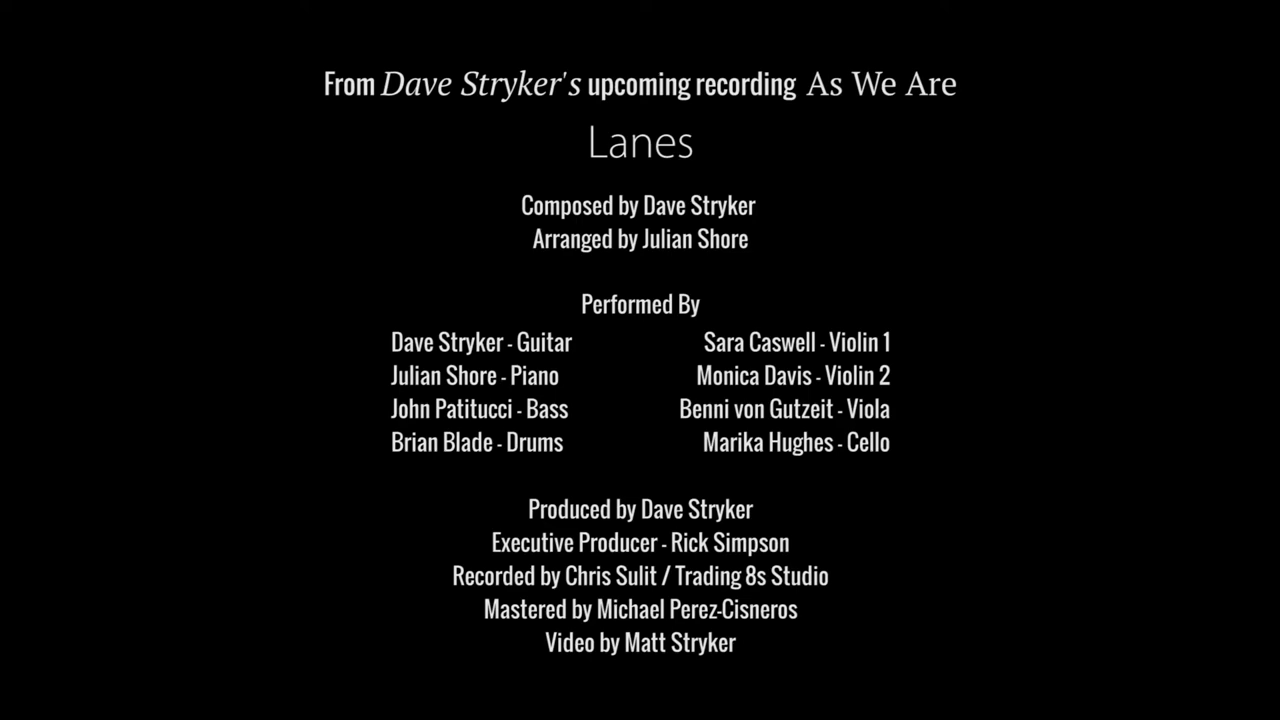 From Dave Stryker's upcoming recording As We Are
Lanes
Composed by Dave Stryker
Arranged by Julian Shore
Performed By
Dave Stryker - Guitar
Julian Shore - Piano
John Patitucci - Bass
Brian Blade - Drums
Sara Caswell - Violin 1
Monica Davis - Violin 2
Benni von Gutzeit - Viola
Marika Hughes - Cello
Produced by Dave Stryker
Executive Producer - Rick Simpson
Recorded by Chris Sulit / Trading 8s Studio
Mastered by Michael Perez-Cisneros
Video by Matt Stryker